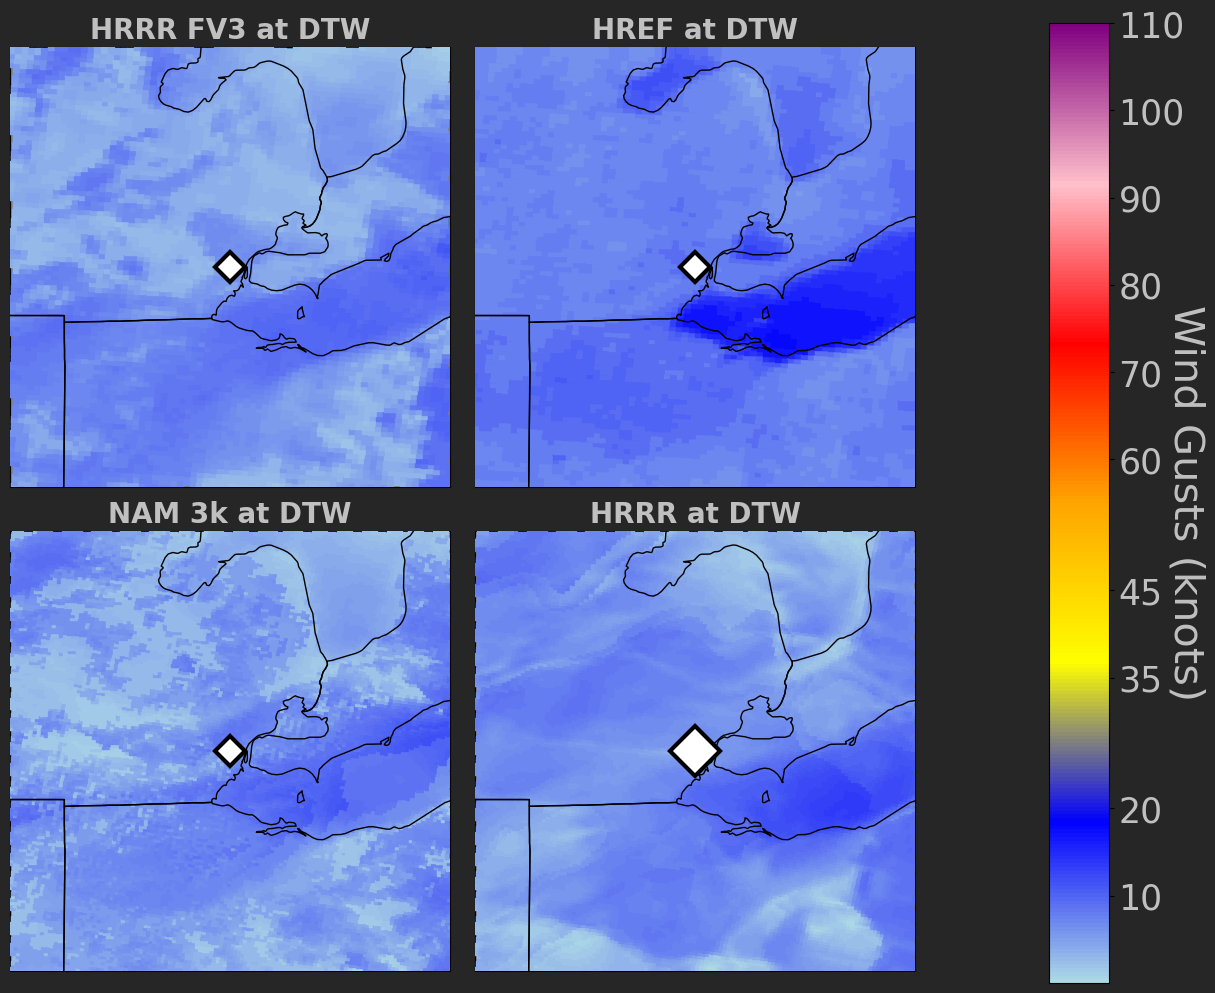 HRRR FV3 at DTW
HREF at DTW
NAM 3k at DTW
HRRR at DTW
110
100
90
80
70
60
45
35
20
10
Wind Gusts (knots)